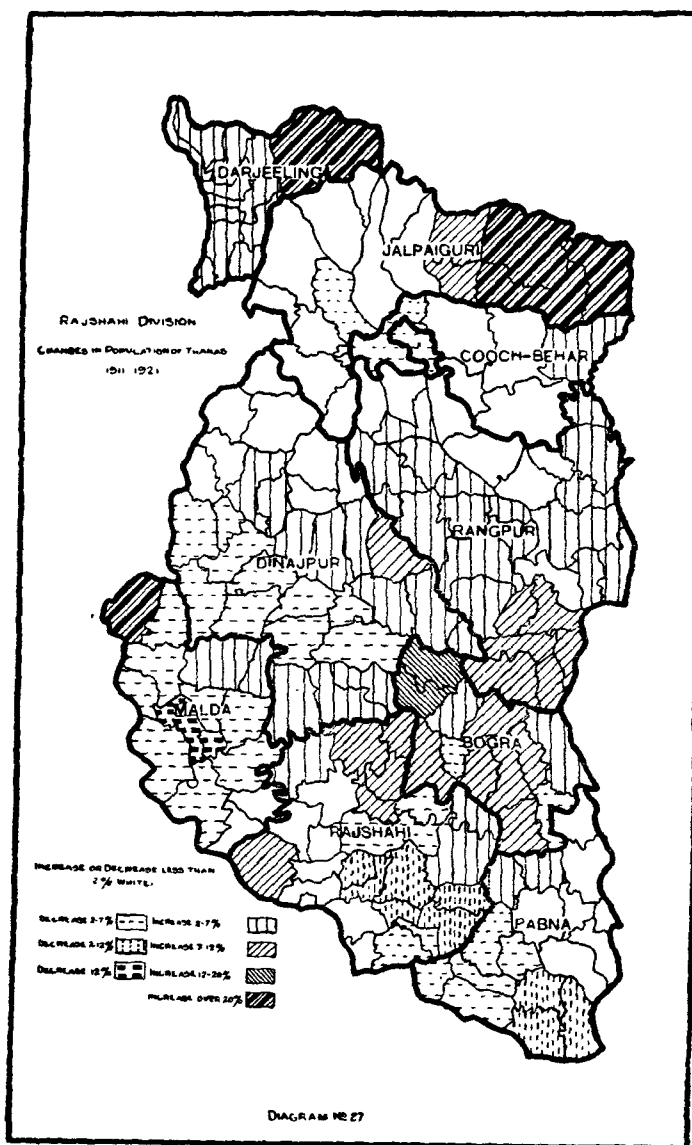 DARJEELING
JALPAIGURI
RAJSHAHI DIVISION
CHANGES IN POPULATION OF THANAS
1911-1921
COOCH-BEHAR
RANGPUR
DINAJPUR
MALDA
BOGRA
RAJSHAHI
PABNA
INCREASE OR DECREASE LESS THAN
2% WHITE.
DECREASE 2-7% INCREASE 2-7%
DECREASE 7-12% INCREASE 7-12%
DECREASE 12% INCREASE 12-20%
INCREASE OVER 20%
DIAGRAM No 27